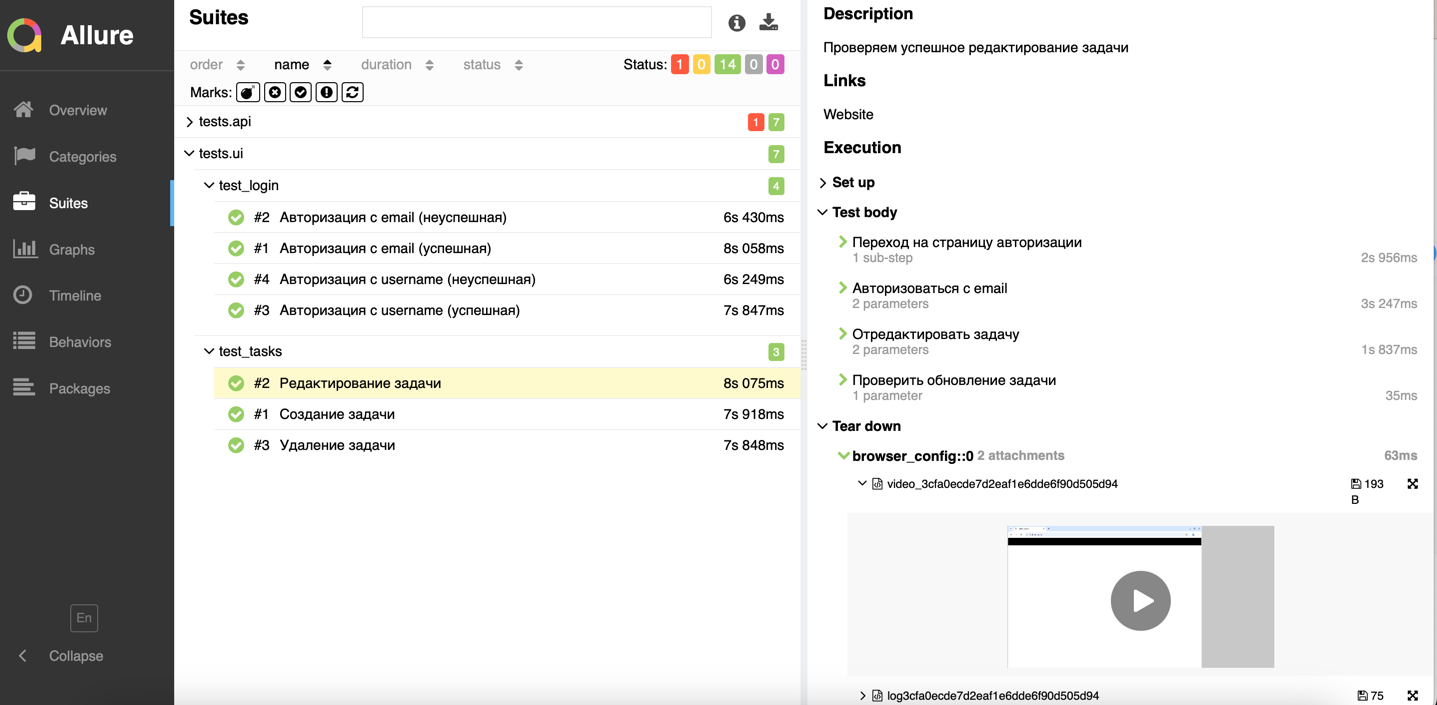 Allure
Overview
Categories
Suites
Graphs
Timeline
Behaviors
Packages
En
Collapse
Suites
order name duration status Status: 1 0 14 0 0
Marks:
tests.api 1 7
tests.ui 7
test_login 4
#2 Авторизация с email (неуспешная) 6s 430ms
#1 Авторизация с email (успешная) 8s 058ms
#4 Авторизация с username (неуспешная) 6s 249ms
#3 Авторизация с username (успешная) 7s 847ms
test_tasks 3
#2 Редактирование задачи 8s 075ms
#1 Создание задачи 7s 918ms
#3 Удаление задачи 7s 848ms
Description
Проверяем успешное редактирование задачи
Links
Website
Execution
Set up
Test body
Переход на страницу авторизации
1 sub-step 2s 956ms
Авторизоваться с email
2 parameters 3s 247ms
Отредактировать задачу
2 parameters 1s 837ms
Проверить обновление задачи
1 parameter 35ms
Tear down
browser_config::0 2 attachments 63ms
video_3cfa0ecde7d2eaf1e6dde6f90d505d94 193
B
log3cfa0ecde7d2eaf1e6dde6f90d505d94 75